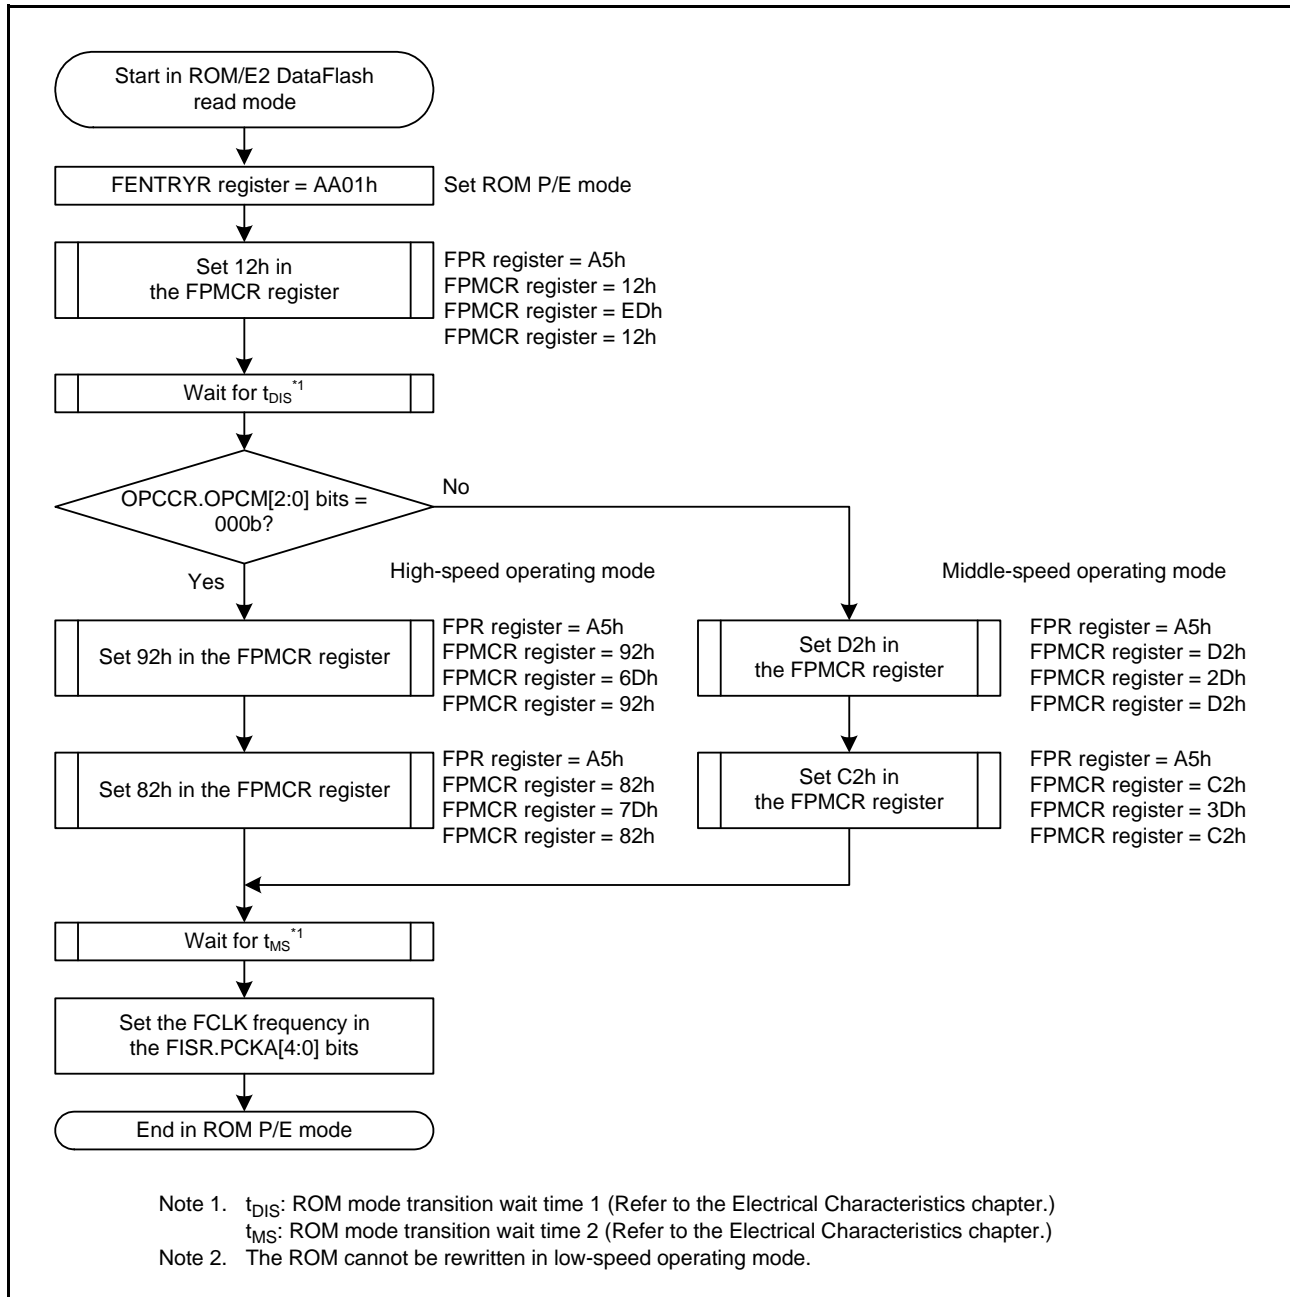 Start in ROM/E2 DataFlash
read mode
FENTRYR register = AA01h
Set ROM P/E mode
Set 12h in
the FPMCR register
FPR register = A5h
FPMCR register = 12h
FPMCR register = EDh
FPMCR register = 12h
Wait for tDIS*1
OPCCR.OPCM[2:0] bits =
000b?
No
Yes
High-speed operating mode
Middle-speed operating mode
Set 92h in the FPMCR register
FPR register = A5h
FPMCR register = 92h
FPMCR register = 6Dh
FPMCR register = 92h
Set D2h in
the FPMCR register
FPR register = A5h
FPMCR register = D2h
FPMCR register = 2Dh
FPMCR register = D2h
Set 82h in the FPMCR register
FPR register = A5h
FPMCR register = 82h
FPMCR register = 7Dh
FPMCR register = 82h
Set C2h in
the FPMCR register
FPR register = A5h
FPMCR register = C2h
FPMCR register = 3Dh
FPMCR register = C2h
Wait for tMS*1
Set the FCLK frequency in
the FISR.PCKA[4:0] bits
End in ROM P/E mode
Note 1. tDIS: ROM mode transition wait time 1 (Refer to the Electrical Characteristics chapter.)
tMS: ROM mode transition wait time 2 (Refer to the Electrical Characteristics chapter.)
Note 2. The ROM cannot be rewritten in low-speed operating mode.